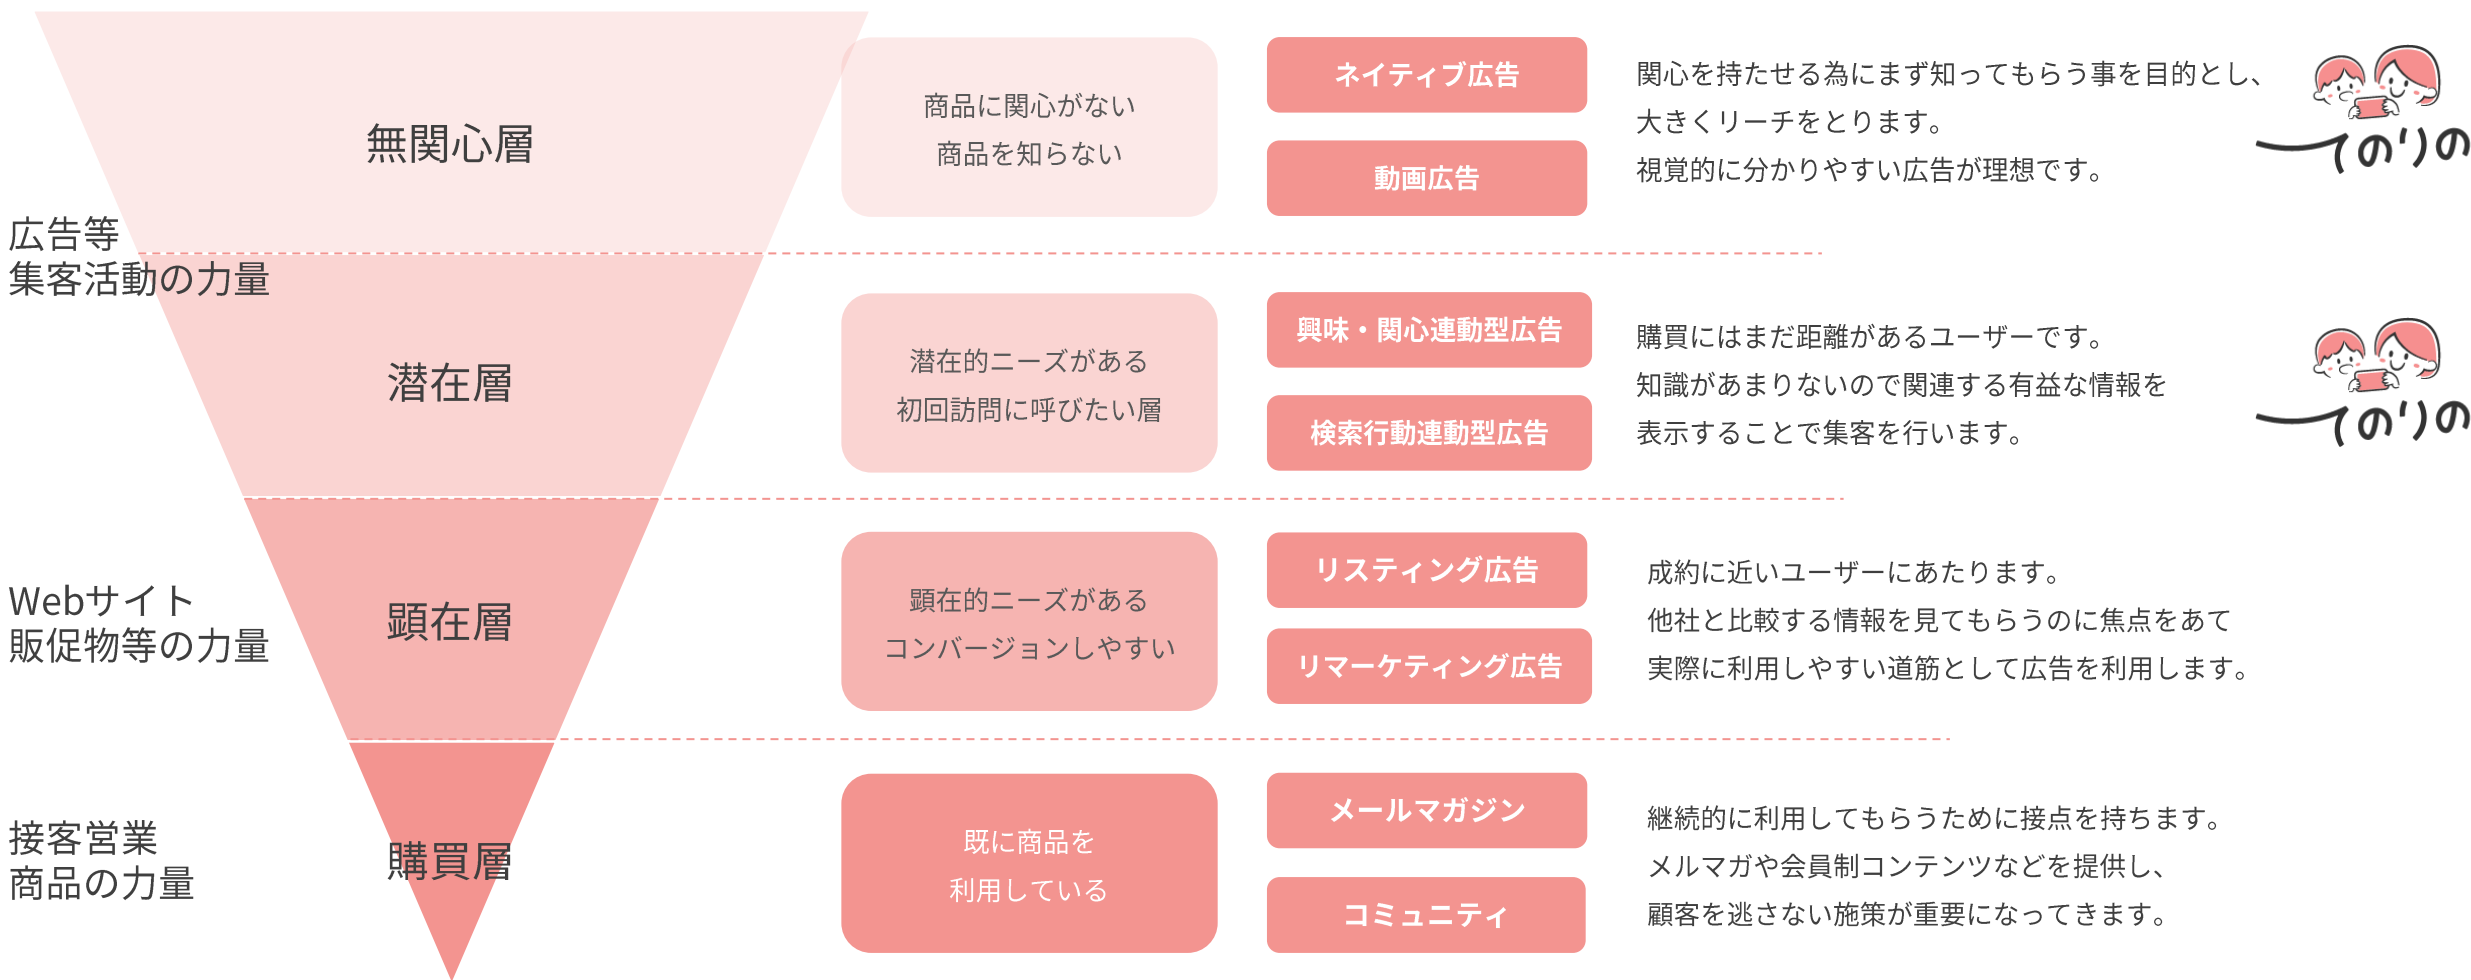 無関心層
商品に関心がない
商品を知らない
ネイティブ広告
動画広告
関心を持たせる為にまず知ってもらう事を目的とし、
大きくリーチをとります。
視覚的に分かりやすい広告が理想です。
てのりの
広告等
集客活動の力量
潜在層
潜在的ニーズがある
初回訪問に呼びたい層
興味・関心連動型広告
検索行動連動型広告
購買にはまだ距離があるユーザーです。
知識があまりないので関連する有益な情報を
表示することで集客を行います。
てのりの
Webサイト
販促物等の力量
顕在層
顕在的ニーズがある
コンバージョンしやすい
リスティング広告
リマーケティング広告
成約に近いユーザーにあたります。
他社と比較する情報を見てもらうのに焦点をあて
実際に利用しやすい道筋として広告を利用します。
接客営業
商品の力量
購買層
既に商品を
利用している
メールマガジン
コミュニティ
継続的に利用してもらうために接点を持ちます。
メルマガや会員制コンテンツなどを提供し、
顧客を逃さない施策が重要になってきます。